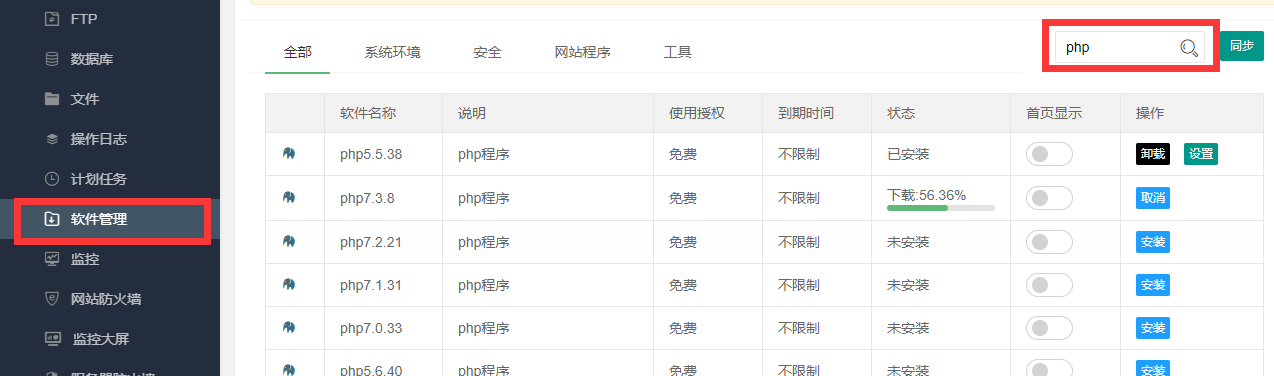 FTP
数据库
文件
操作日志
计划任务
软件管理
监控
网站防火墙
监控大屏
服务器防火墙
全部 系统环境 安全 网站程序 工具
php 同步
软件名称 说明 使用授权 到期时间 状态 首页显示 操作
php5.5.38 php程序 免费 不限制 已安装 卸载 设置
php7.3.8 php程序 免费 不限制 下载:56.36% 取消
php7.2.21 php程序 免费 不限制 未安装 安装
php7.1.31 php程序 免费 不限制 未安装 安装
php7.0.33 php程序 免费 不限制 未安装 安装
php5.6.40 php程序 免费 不限制 未安装 安装